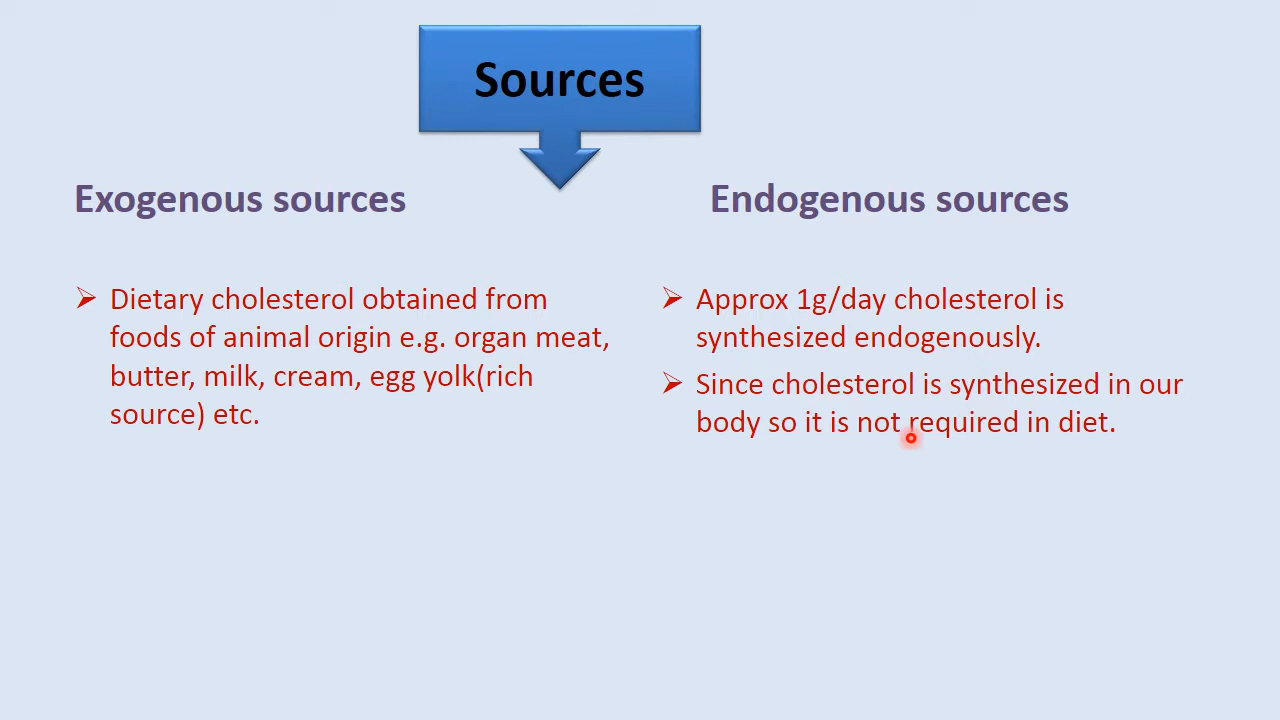 Sources
Exogenous sources
Dietary cholesterol obtained from
foods of animal origin e.g. organ meat,
butter, milk, cream, egg yolk(rich
source) etc.
Endogenous sources
Approx 1g/day cholesterol is
synthesized endogenously.
Since cholesterol is synthesized in our
body so it is not required in diet.